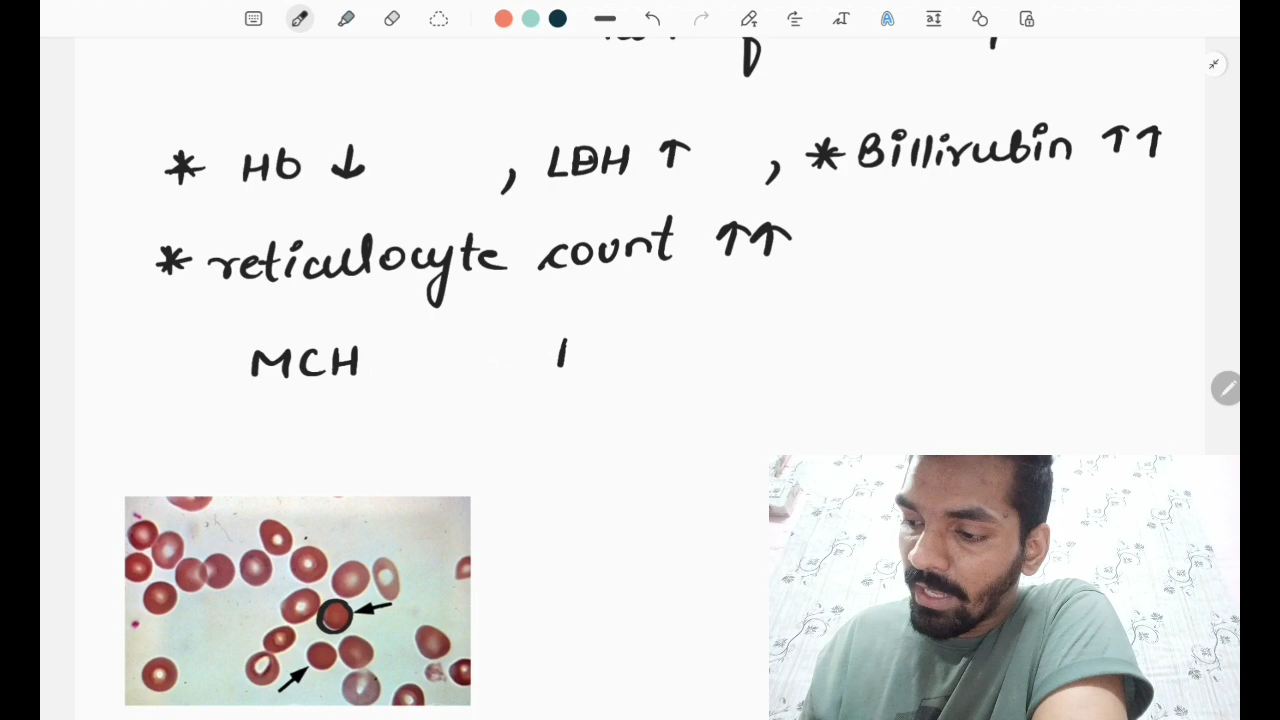 * Hb ↓ , LDH ↑ , * Billirubin ↑↑
* reticulocyte count ↑↑
MCH